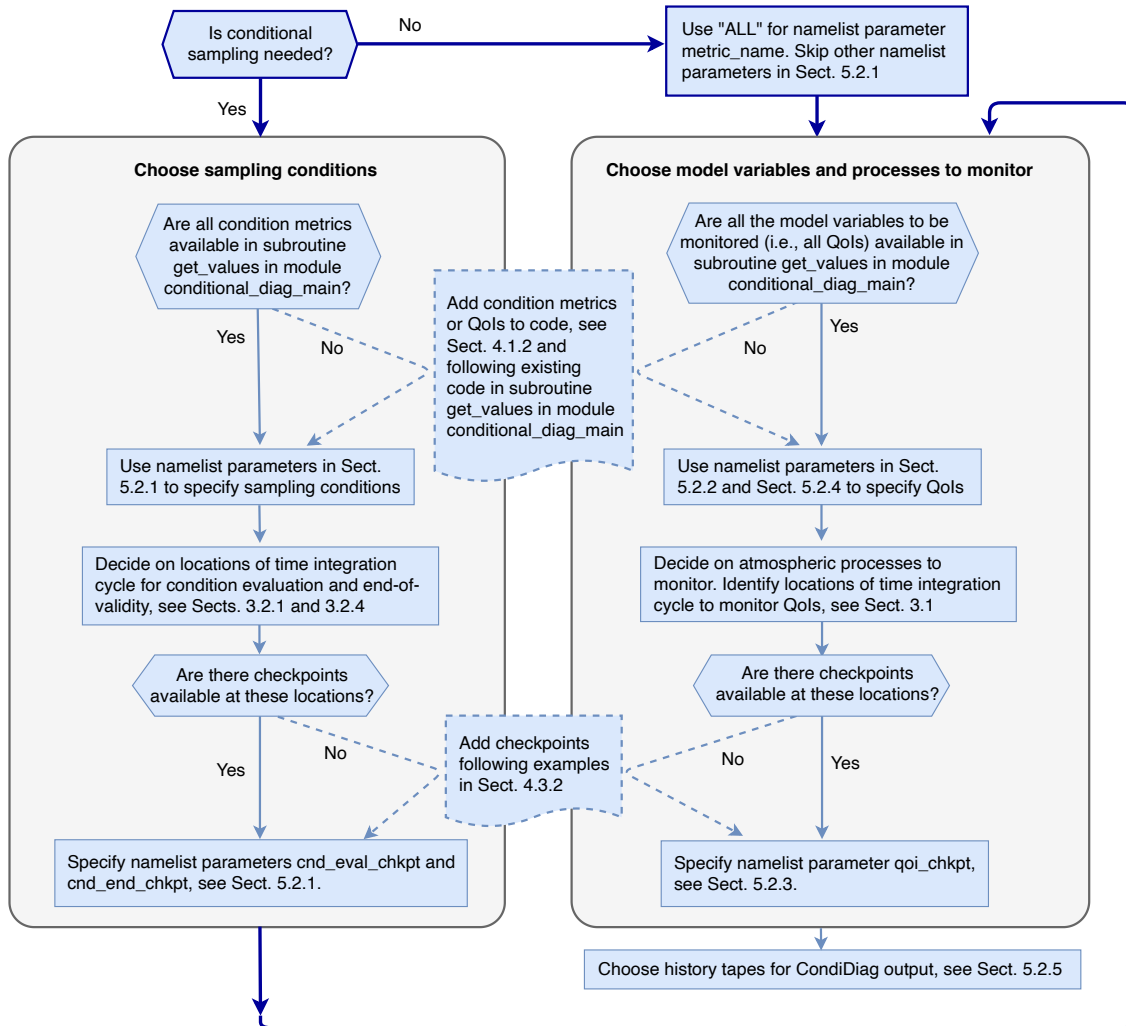 Is conditional
sampling needed?
No
Use "ALL" for namelist parameter
metric_name. Skip other namelist
parameters in Sect. 5.2.1
Yes
Choose sampling conditions
Are all condition metrics
available in subroutine
get_values in module
conditional_diag_main?
Yes
No
Add condition metrics
or QoIs to code, see
Sect. 4.1.2 and
following existing
code in subroutine
get_values in module
conditional_diag_main
Use namelist parameters in Sect.
5.2.1 to specify sampling conditions
Decide on locations of time integration
cycle for condition evaluation and end-of-
validity, see Sects. 3.2.1 and 3.2.4
Are there checkpoints
available at these locations?
Yes
No
Add checkpoints
following examples
in Sect. 4.3.2
Specify namelist parameters cnd_eval_chkpt and
cnd_end_chkpt, see Sect. 5.2.1.
Choose model variables and processes to monitor
Are all the model variables to be
monitored (i.e., all QoIs) available in
subroutine get_values in module
conditional_diag_main?
No
Yes
Use namelist parameters in Sect.
5.2.2 and Sect. 5.2.4 to specify QoIs
Decide on atmospheric processes to
monitor. Identify locations of time integration
cycle to monitor QoIs, see Sect. 3.1
Are there checkpoints
available at these locations?
No
Yes
Specify namelist parameter qoi_chkpt,
see Sect. 5.2.3.
Choose history tapes for CondiDiag output, see Sect. 5.2.5